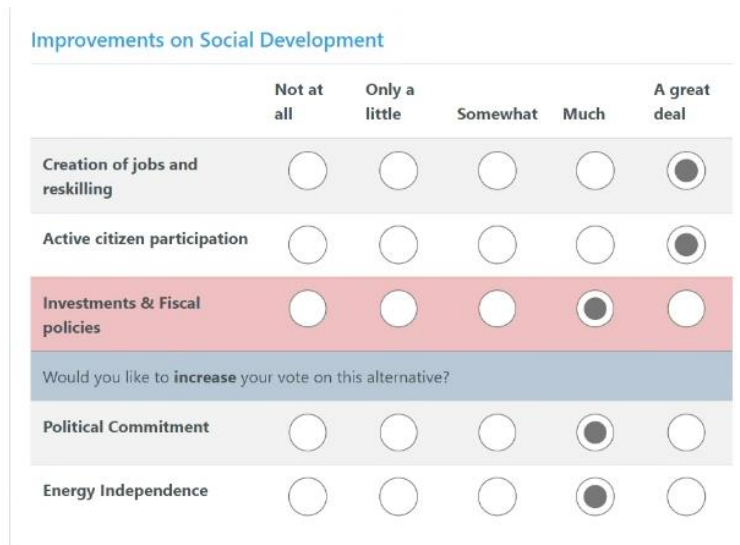 Improvements on Social Development
Not at all
Only a little
Somewhat
Much
A great deal
Creation of jobs and
reskilling
Active citizen participation
Investments & Fiscal
policies
Would you like to increase your vote on this alternative?
Political Commitment
Energy Independence